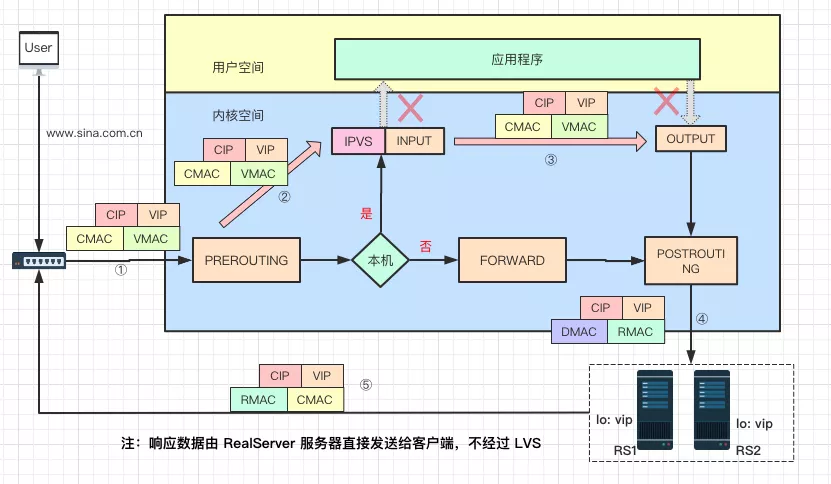 User
www.sina.com.cn
用户空间
应用程序
内核空间
CIP VIP
CMAC VMAC
②
IPVS INPUT
CIP VIP
CMAC VMAC
③
OUTPUT
CIP VIP
CMAC VMAC
①
PREROUTING
是
本机
否
FORWARD
POSTROUTI
NG
CIP VIP
DMAC RMAC
④
CIP VIP
RMAC CMAC
⑤
lo: vip
RS1
lo: vip
RS2
注：响应数据由 RealServer 服务器直接发送给客户端，不经过 LVS